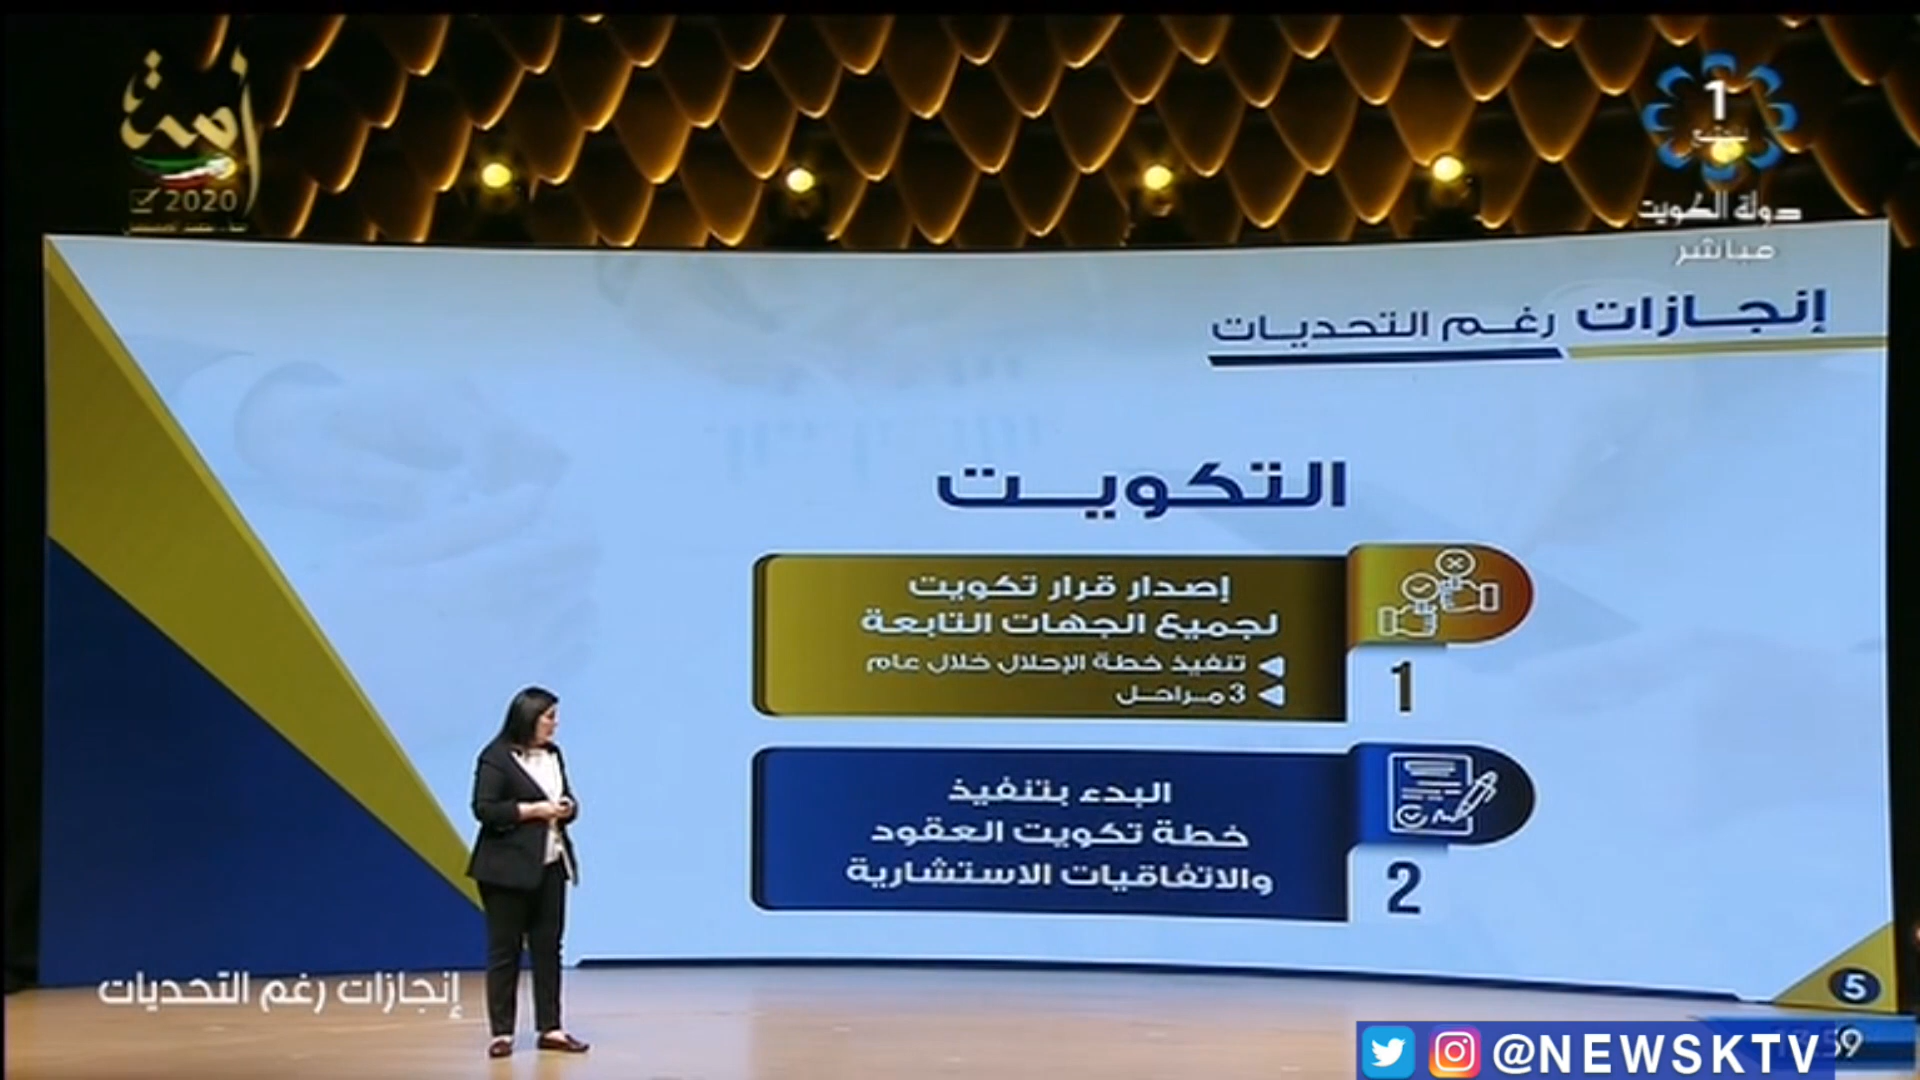 أمة
2020
1
دولة الكويت
مباشر
إنجازات رغم التحديات
التكويت
إصدار قرار تكويت
لجميع الجهات التابعة
تنفيذ خطة الإحلال خلال عام
3 مراحل
1
البدء بتنفيذ
خطة تكويت العقود
والاتفاقيات الاستشارية
2
5
إنجازات رغم التحديات
@NEWSKTV